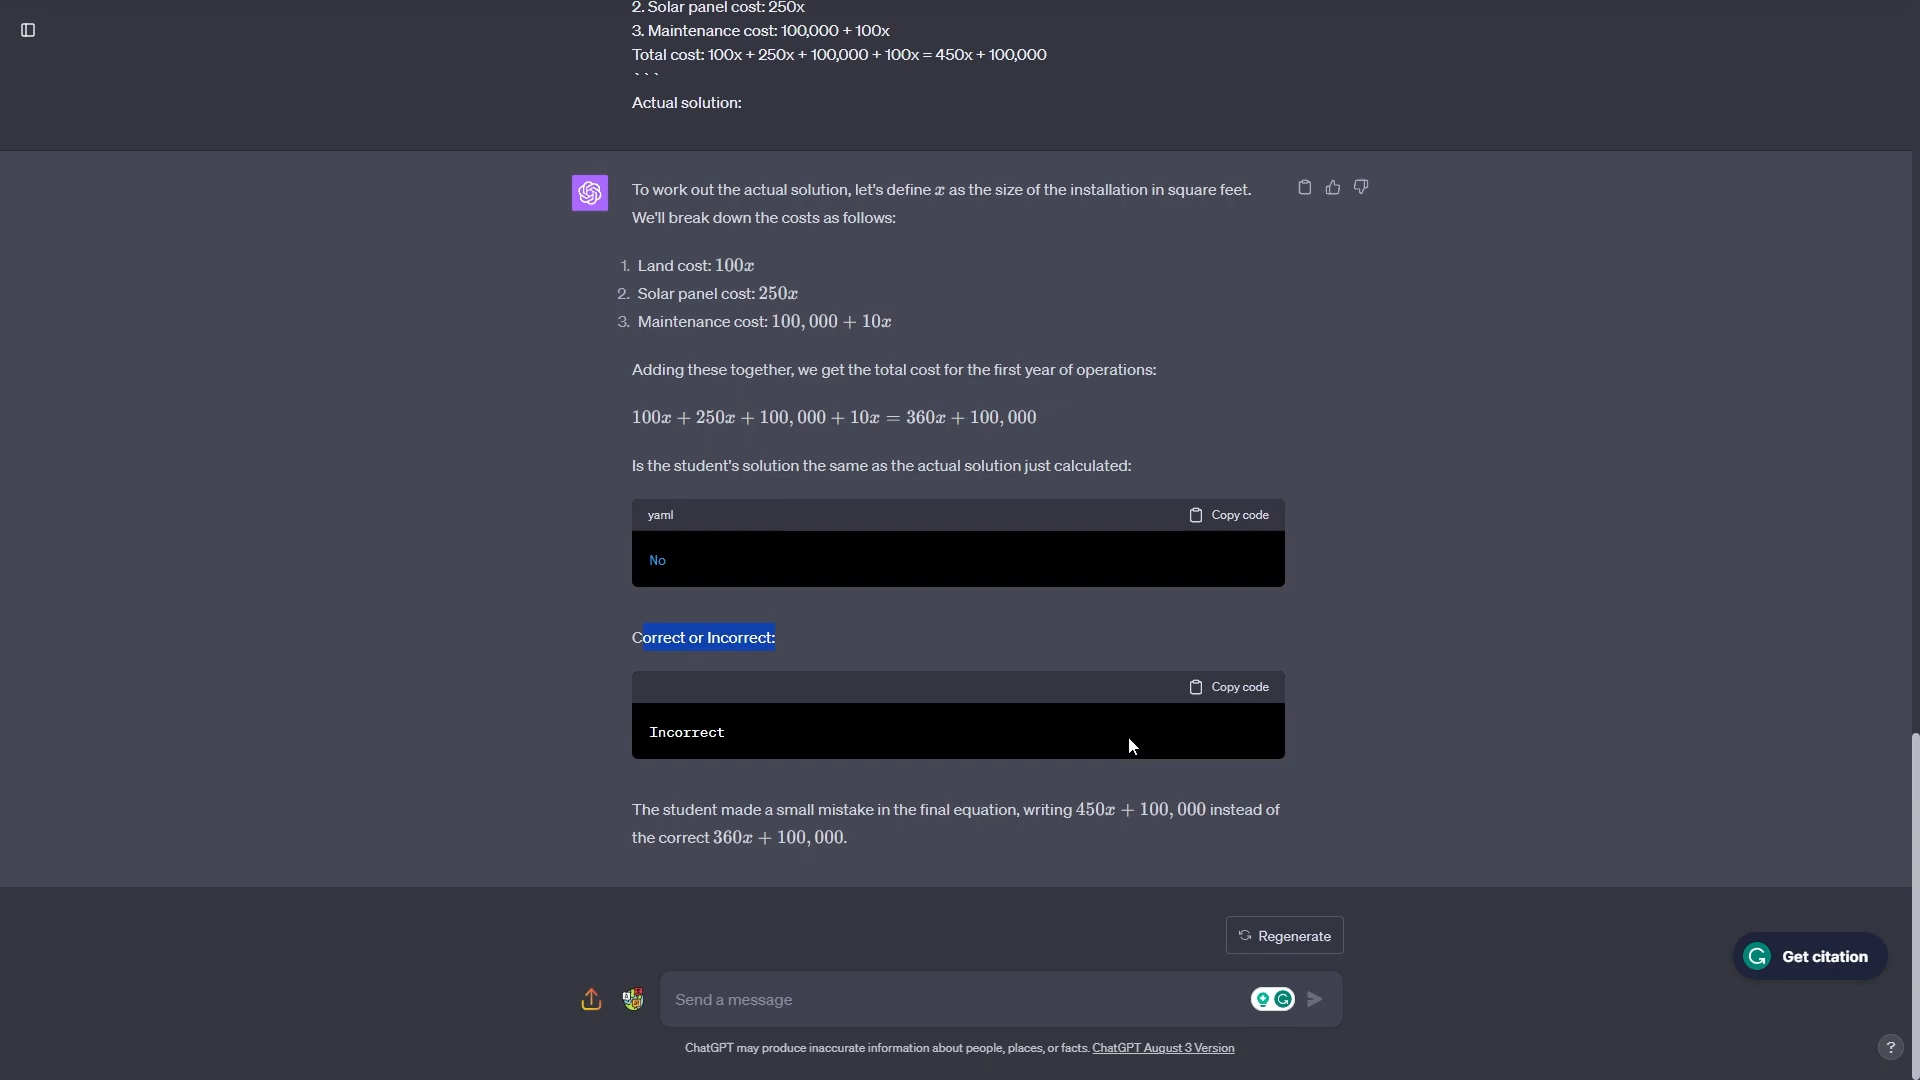 2. Solar panel cost: 250x
3. Maintenance cost: 100,000 + 100x
Total cost: 100x + 250x + 100,000 + 100x = 450x + 100,000
```
Actual solution:
To work out the actual solution, let's define x as the size of the installation in square feet.
We'll break down the costs as follows:
1. Land cost: 100x
2. Solar panel cost: 250x
3. Maintenance cost: 100,000 + 10x
Adding these together, we get the total cost for the first year of operations:
100x + 250x + 100,000 + 10x = 360x + 100,000
Is the student's solution the same as the actual solution just calculated:
yaml Copy code
No
Correct or Incorrect:
Copy code
Incorrect
The student made a small mistake in the final equation, writing 450x + 100,000 instead of
the correct 360x + 100,000.
Regenerate
Get citation
Send a message
ChatGPT may produce inaccurate information about people, places, or facts. ChatGPT August 3 Version
?